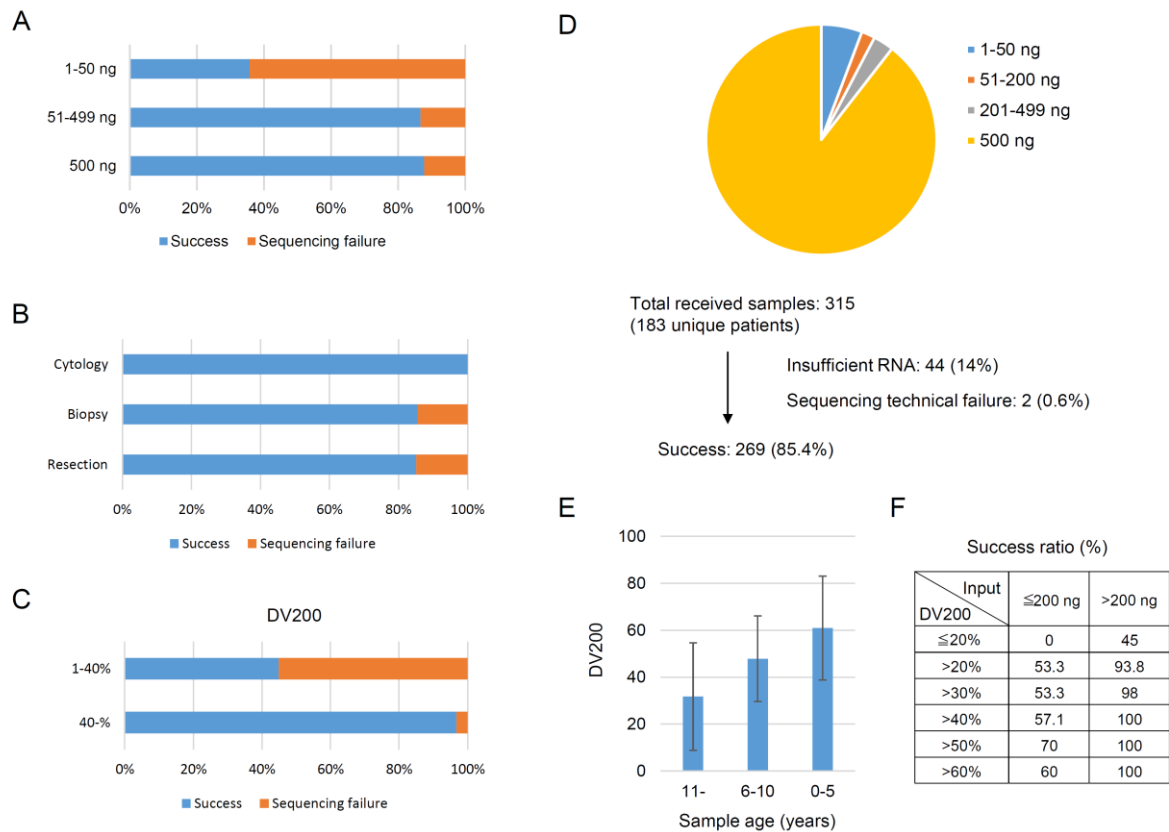 A
1-50 ng
51-499 ng
500 ng
0% 20% 40% 60% 80% 100%
Success Sequencing failure
B
Cytology
Biopsy
Resection
0% 20% 40% 60% 80% 100%
Success Sequencing failure
C
DV200
1-40%
40-%
0% 20% 40% 60% 80% 100%
Success Sequencing failure
D
1-50 ng
51-200 ng
201-499 ng
500 ng
Total received samples: 315
(183 unique patients)
Insufficient RNA: 44 (14%)
Sequencing technical failure: 2 (0.6%)
Success: 269 (85.4%)
E
DV200
100
80
60
40
20
0
11- 6-10 0-5
Sample age (years)
F
Success ratio (%)
Input
DV200
≦200 ng >200 ng
≦20% 0 45
>20% 53.3 93.8
>30% 53.3 98
>40% 57.1 100
>50% 70 100
>60% 60 100